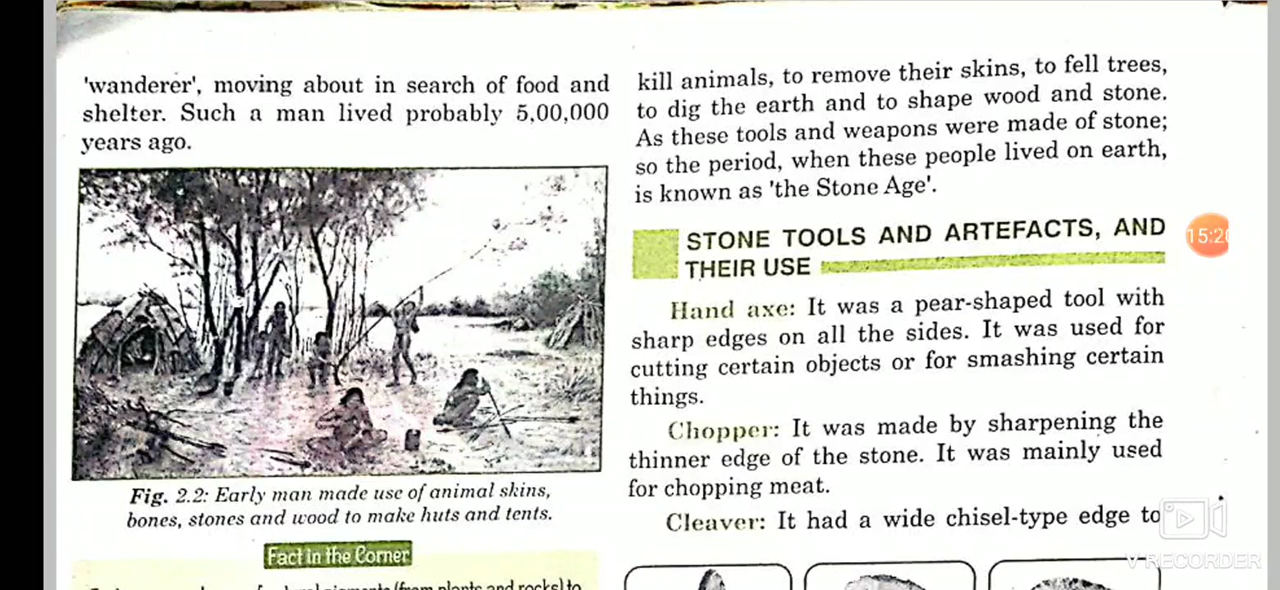 'wanderer', moving about in search of food and
shelter. Such a man lived probably 5,00,000
years ago.
Fig. 2.2: Early man made use of animal skins,
bones, stones and wood to make huts and tents.
Fact in the Corner
(from plants and rocks) to
kill animals, to remove their skins, to fell trees,
to dig the earth and to shape wood and stone.
As these tools and weapons were made of stone;
so the period, when these people lived on earth,
is known as 'the Stone Age'.
STONE TOOLS AND ARTEFACTS, AND
THEIR USE
Hand axe: It was a pear-shaped tool with
sharp edges on all the sides. It was used for
cutting certain objects or for smashing certain
things.
Chopper: It was made by sharpening the
thinner edge of the stone. It was mainly used
for chopping meat.
Cleaver: It had a wide chisel-type edge to
15:20
V RECORDER